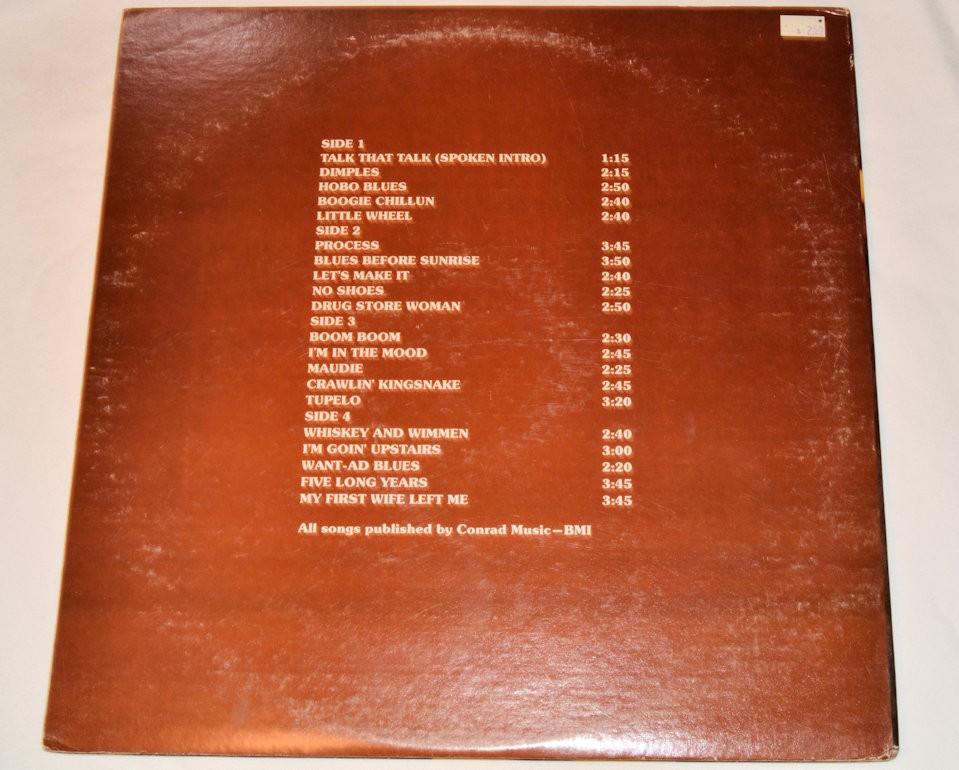 SIDE 1
TALK THAT TALK (SPOKEN INTRO) 1:15
DIMPLES 2:15
HOBO BLUES 2:50
BOOGIE CHILLUN 2:40
LITTLE WHEEL 2:40
SIDE 2
PROCESS 3:45
BLUES BEFORE SUNRISE 3:50
LET'S MAKE IT 2:40
NO SHOES 2:25
DRUG STORE WOMAN 2:50
SIDE 3
BOOM BOOM 2:30
I'M IN THE MOOD 2:45
MAUDIE 2:25
CRAWLIN' KINGSNAKE 2:45
TUPELO 3:20
SIDE 4
WHISKEY AND WIMMEN 2:40
I'M GOIN' UPSTAIRS 3:00
WANT-AD BLUES 2:20
FIVE LONG YEARS 3:45
MY FIRST WIFE LEFT ME 3:45
All songs published by Conrad Music—BMI